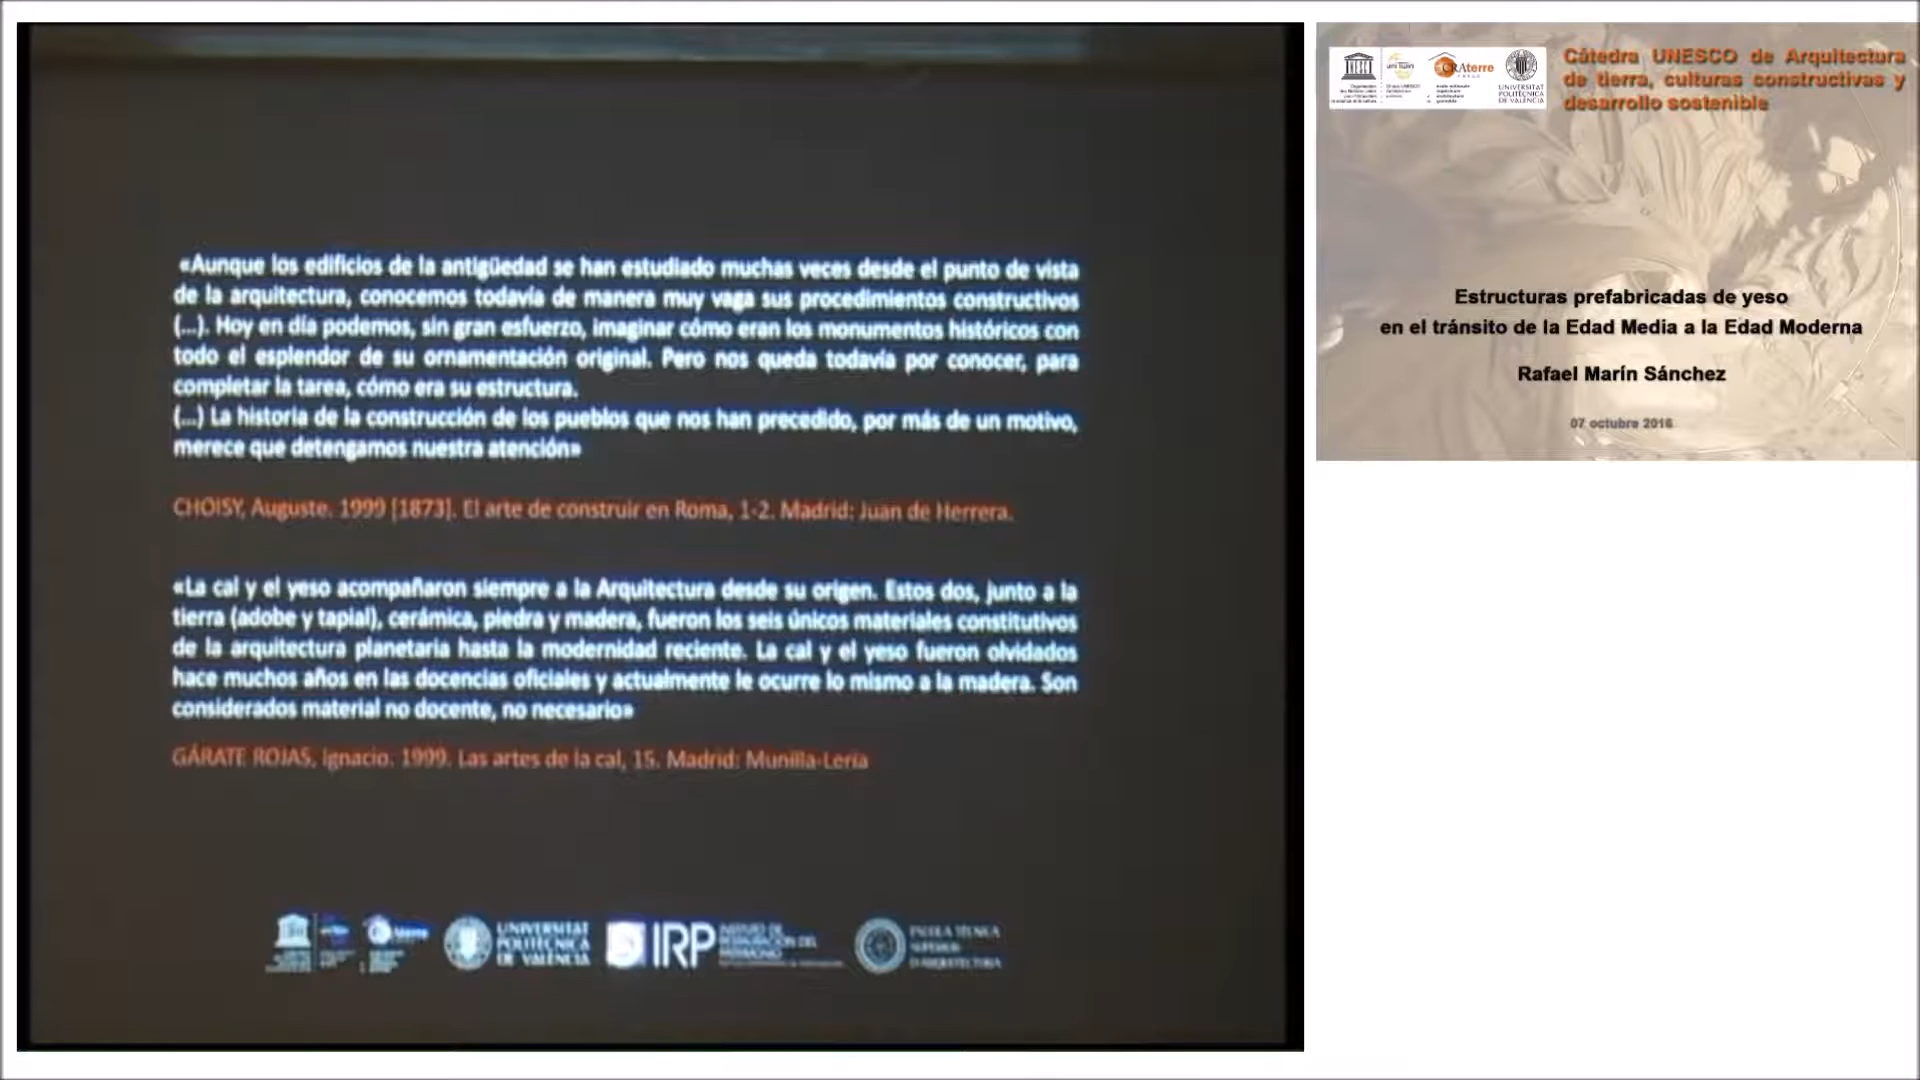 «Aunque los edificios de la antigüedad se han estudiado muchas veces desde el punto de vista
de la arquitectura, conocemos todavía de manera muy vaga sus procedimientos constructivos
(...). Hoy en día podemos, sin gran esfuerzo, imaginar cómo eran los monumentos históricos con
todo el esplendor de su ornamentación original. Pero nos queda todavía por conocer, para
completar la tarea, cómo era su estructura.
(...) La historia de la construcción de los pueblos que nos han precedido, por más de un motivo,
merece que detengamos nuestra atención»
CHOISY, Auguste. 1999 [1873]. El arte de construir en Roma, 1-2. Madrid: Juan de Herrera.
«La cal y el yeso acompañaron siempre a la Arquitectura desde su origen. Estos dos, junto a la
tierra (adobe y tapial), cerámica, piedra y madera, fueron los seis únicos materiales constitutivos
de la arquitectura planetaria hasta la modernidad reciente. La cal y el yeso fueron olvidados
hace muchos años en las docencias oficiales y actualmente le ocurre lo mismo a la madera. Son
considerados material no docente, no necesario»
GÁRATE ROJAS, Ignacio. 1999. Las artes de la cal, 15. Madrid: Munilla-Lería
UNIVERSITAT
POLITÈCNICA
DE VALÈNCIA
IRP
INSTITUTO DE
RESTAURACIÓN DEL
PATRIMONIO
ESCOLA TÈCNICA
SUPERIOR
D'ARQUITECTURA
CRAterre
UNIVERSITAT
POLITÈCNICA
DE VALÈNCIA
Cátedra UNESCO de Arquitectura
de tierra, culturas constructivas y
desarrollo sostenible
Estructuras prefabricadas de yeso
en el tránsito de la Edad Media a la Edad Moderna
Rafael Marín Sánchez
07 octubre 2016